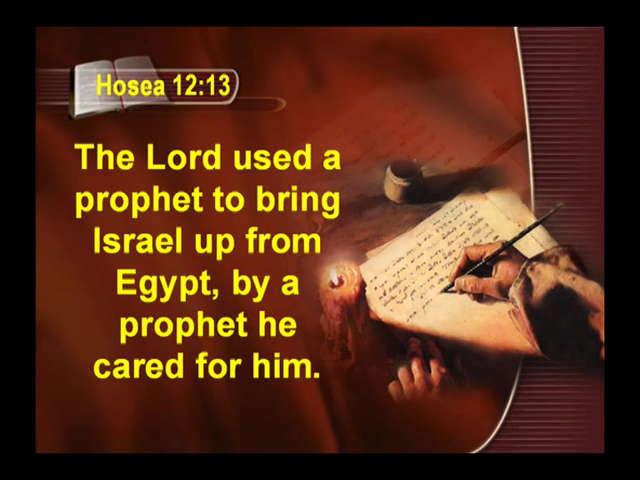 Hosea 12:13
The Lord used a
prophet to bring
Israel up from
Egypt, by a
prophet he
cared for him.